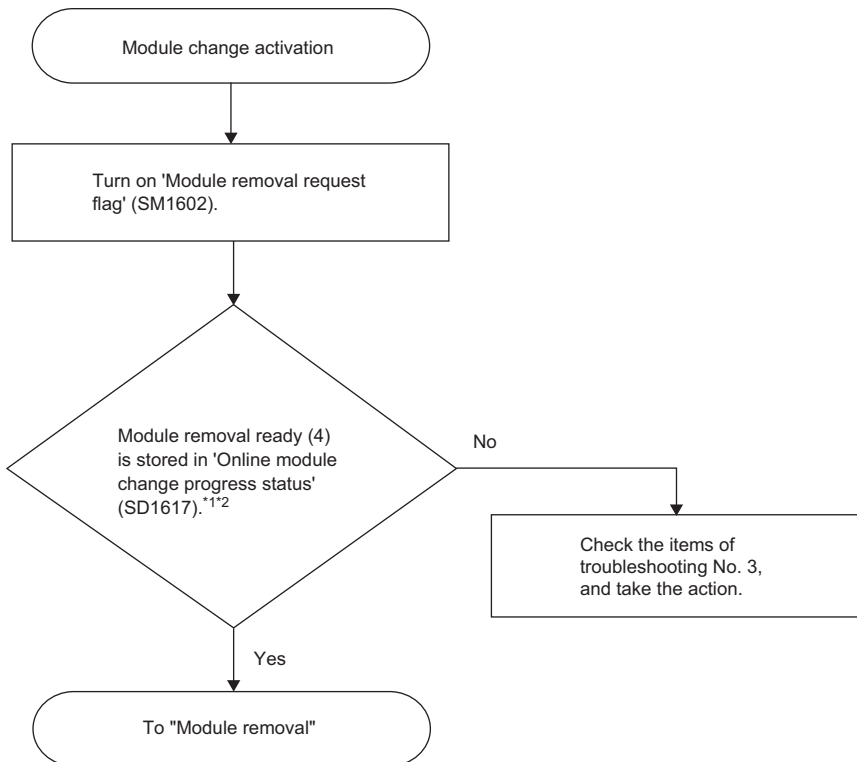 Module change activation
Turn on 'Module removal request
flag' (SM1602).
Module removal ready (4)
is stored in 'Online module
change progress status'
(SD1617).*1*2
No
Check the items of
troubleshooting No. 3,
and take the action.
Yes
To "Module removal"